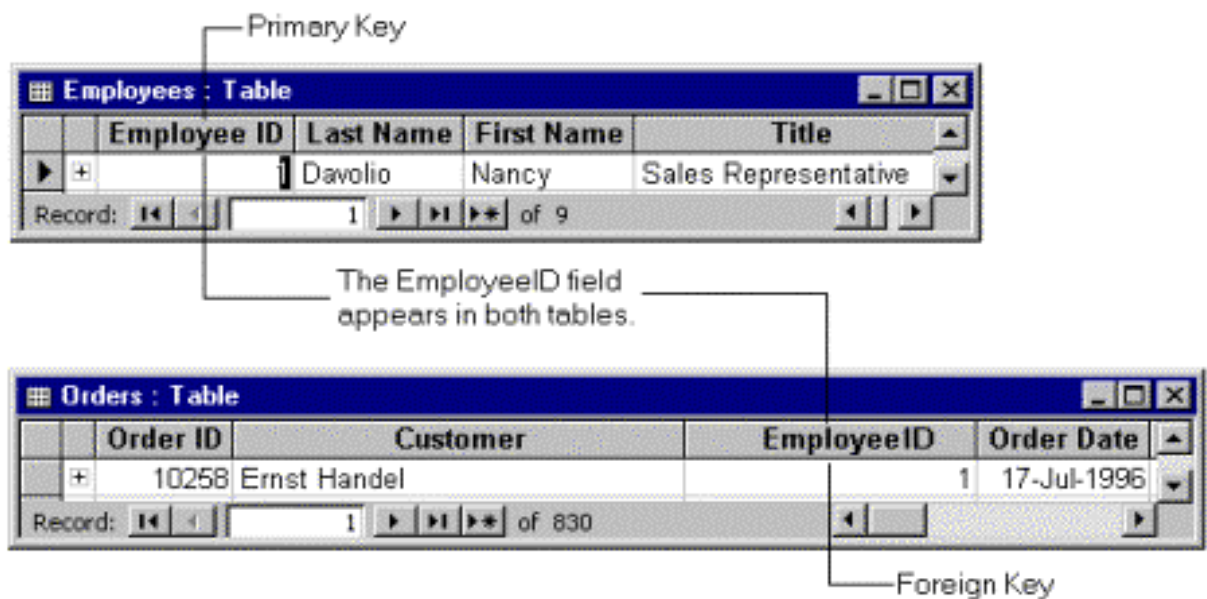 Primary Key
Employees : Table
Employee ID Last Name First Name Title
1 Davolio Nancy Sales Representative
Record: 1 of 9
The EmployeeID field
appears in both tables.
Orders : Table
Order ID Customer EmployeeID Order Date
10258 Ernst Handel 1 17-Jul-1996
Record: 1 of 830
Foreign Key